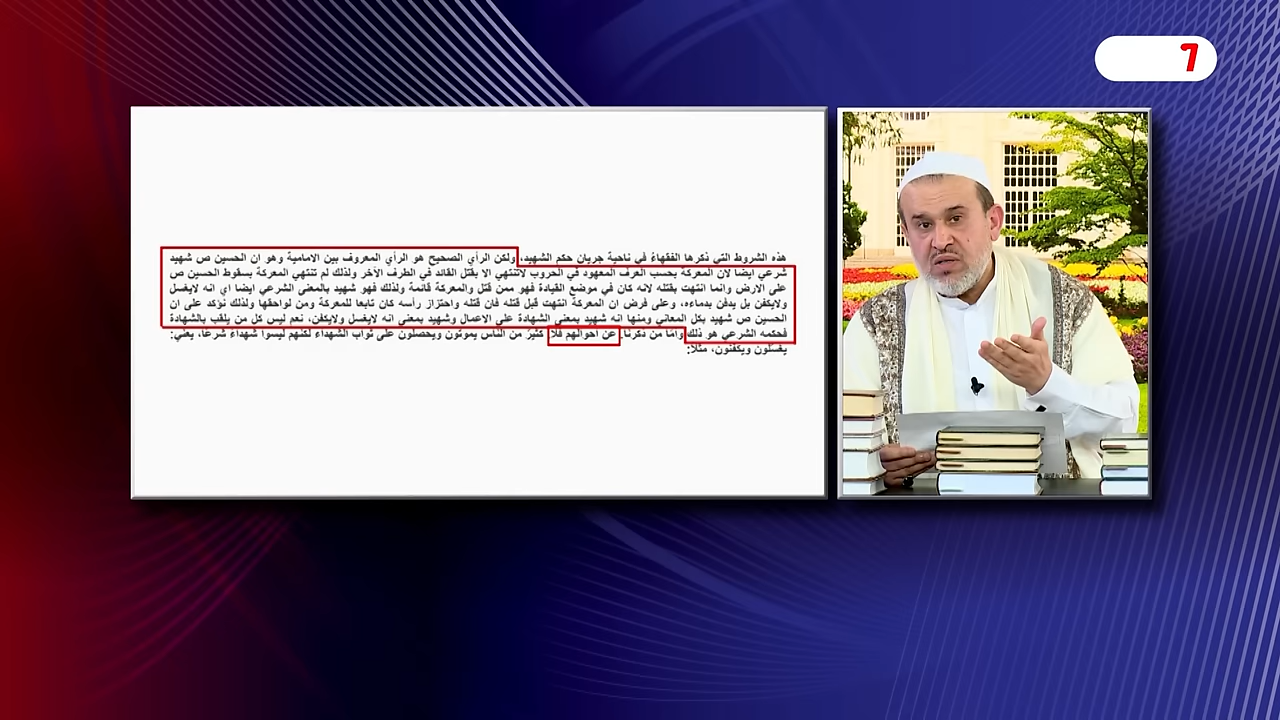 7
هذه الشروط التي ذكرها الفقهاءُ في ناحية جريان حكم الشهيد، ولكن الرأي الصحيح هو الرأي المعروف بين الامامية وهو ان الحسين ص شهيد
شرعي ايضا لان المعركة بحسب العرف المعهود في الحروب لاتنتهي الا بقتل القائد في الطرف الآخر ولذلك لم تنتهي المعركة بسقوط الحسين ص
على الارض وانما انتهت بقتله لانه كان في موضع القيادة فهو ممن قتل والمعركة قائمة ولذلك فهو شهيد بالمعنى الشرعي ايضا اي انه لايغسل
ولايكفن بل يدفن بدماءه، وعلى فرض ان المعركة انتهت قبل قتله فان قتله واحتزاز رأسه كان تابعا للمعركة ومن لواحقها ولذلك نؤكد على ان
الحسين ص شهيد بكل المعاني ومنها انه شهيد بمعنى الشهادة على الاعمال وشهيد بمعنى انه لايغسل ولايكفن، نعم ليس كل من يلقب بالشهادة
فحكمه الشرعي هو ذلك وأمّا من ذكرنا. عن احوالهم فلا كثيرٌ من الناس يموتون ويحصلون على ثواب الشهداء لكنهم ليسوا شهداءَ شرعا، يعني:
يغسّلون ويكفّنون، مثلًا: